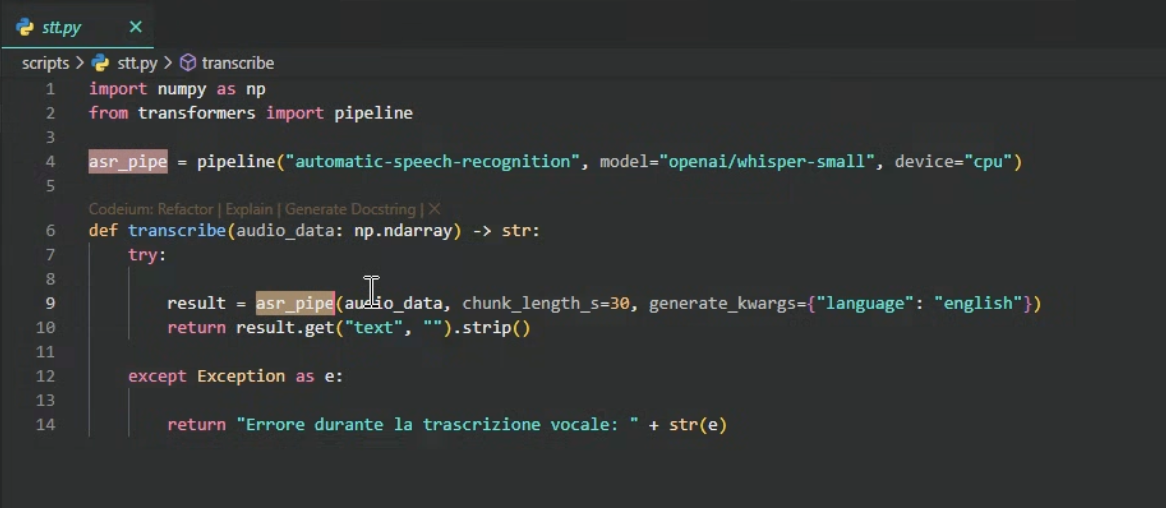 stt.py ×
scripts > stt.py > transcribe
1 import numpy as np
2 from transformers import pipeline
3
4 asr_pipe = pipeline("automatic-speech-recognition", model="openai/whisper-small", device="cpu")
5
Codeium: Refactor | Explain | Generate Docstring | ×
6 def transcribe(audio_data: np.ndarray) -> str:
7     try:
8
9         result = asr_pipe(audio_data, chunk_length_s=30, generate_kwargs={"language": "english"})
10         return result.get("text", "").strip()
11
12     except Exception as e:
13
14         return "Errore durante la trascrizione vocale: " + str(e)